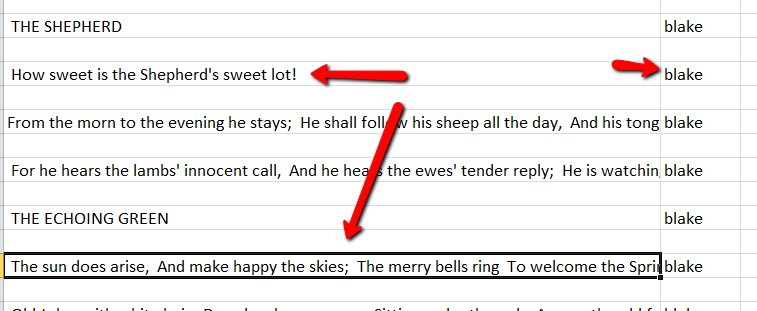 THE SHEPHERD blake
How sweet is the Shepherd's sweet lot! blake
From the morn to the evening he stays; He shall follow his sheep all the day, And his tong blake
For he hears the lambs' innocent call, And he hears the ewes' tender reply; He is watchin blake
THE ECHOING GREEN blake
The sun does arise, And make happy the skies; The merry bells ring To welcome the Sprin blake